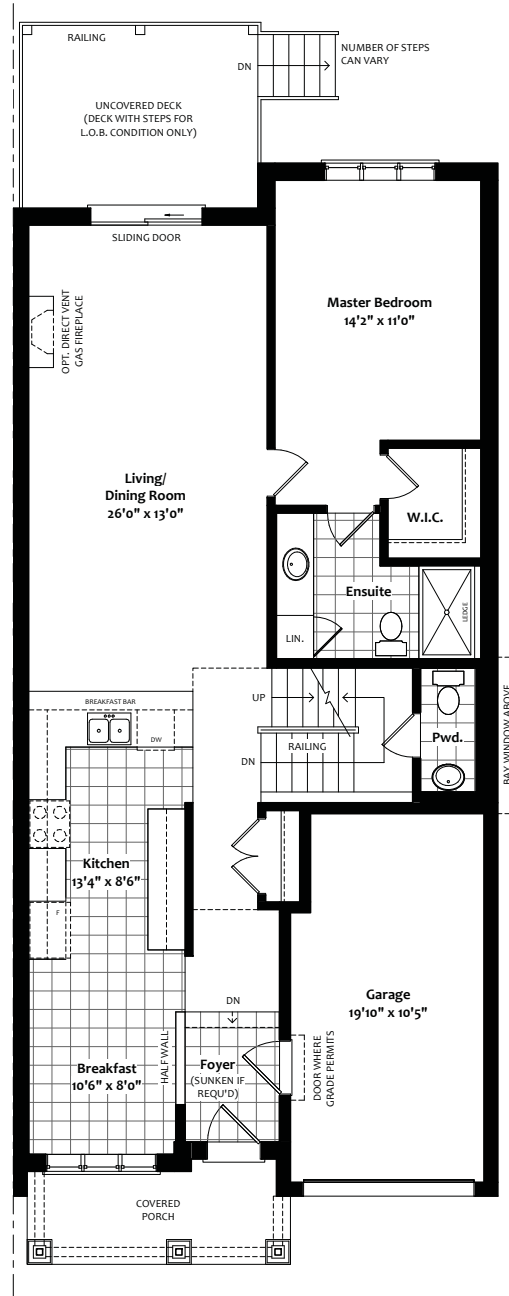 RAILING
NUMBER OF STEPS
CAN VARY
DN
UNCOVERED DECK
(DECK WITH STEPS FOR
L.O.B. CONDITION ONLY)
SLIDING DOOR
OPT. DIRECT VENT
GAS FIREPLACE
Master Bedroom
14'2" x 11'0"
Living/
Dining Room
26'0" x 13'0"
W.I.C.
Ensuite
LEDGE
LIN.
BREAKFAST BAR
UP
RAILING
DN
Pwd.
BAY WINDOW ABOVE
DW
Kitchen
13'4" x 8'6"
F
Garage
19'10" x 10'5"
DN
HALF WALL
Foyer
(SUNKEN IF
REQU'D)
DOOR WHERE
GRADE PERMITS
Breakfast
10'6" x 8'0"
COVERED
PORCH